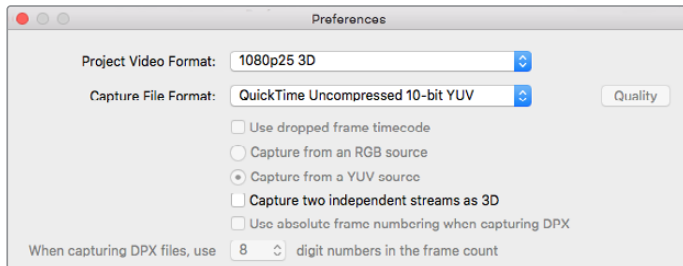 Preferences
Project Video Format: 1080p25 3D
Capture File Format: QuickTime Uncompressed 10-bit YUV Quality
Use dropped frame timecode
Capture from an RGB source
Capture from a YUV source
Capture two independent streams as 3D
Use absolute frame numbering when capturing DPX
When capturing DPX files, use 8 digit numbers in the frame count